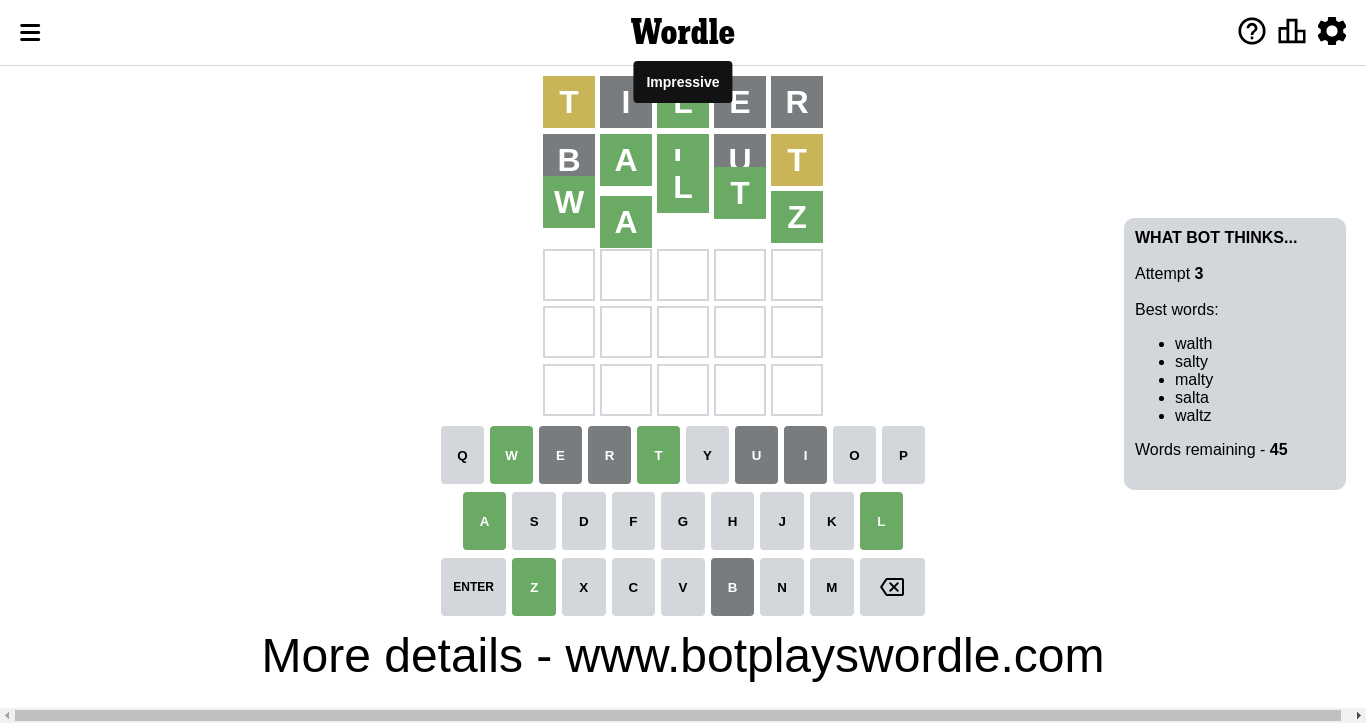 Wordle
Impressive
T I L E R
B A L U T
W A L T Z
WHAT BOT THINKS...
Attempt 3
Best words:
walth
salty
malty
salta
waltz
Words remaining - 45
Q W E R T Y U I O P
A S D F G H J K L
ENTER Z X C V B N M
More details - www.botplayswordle.com